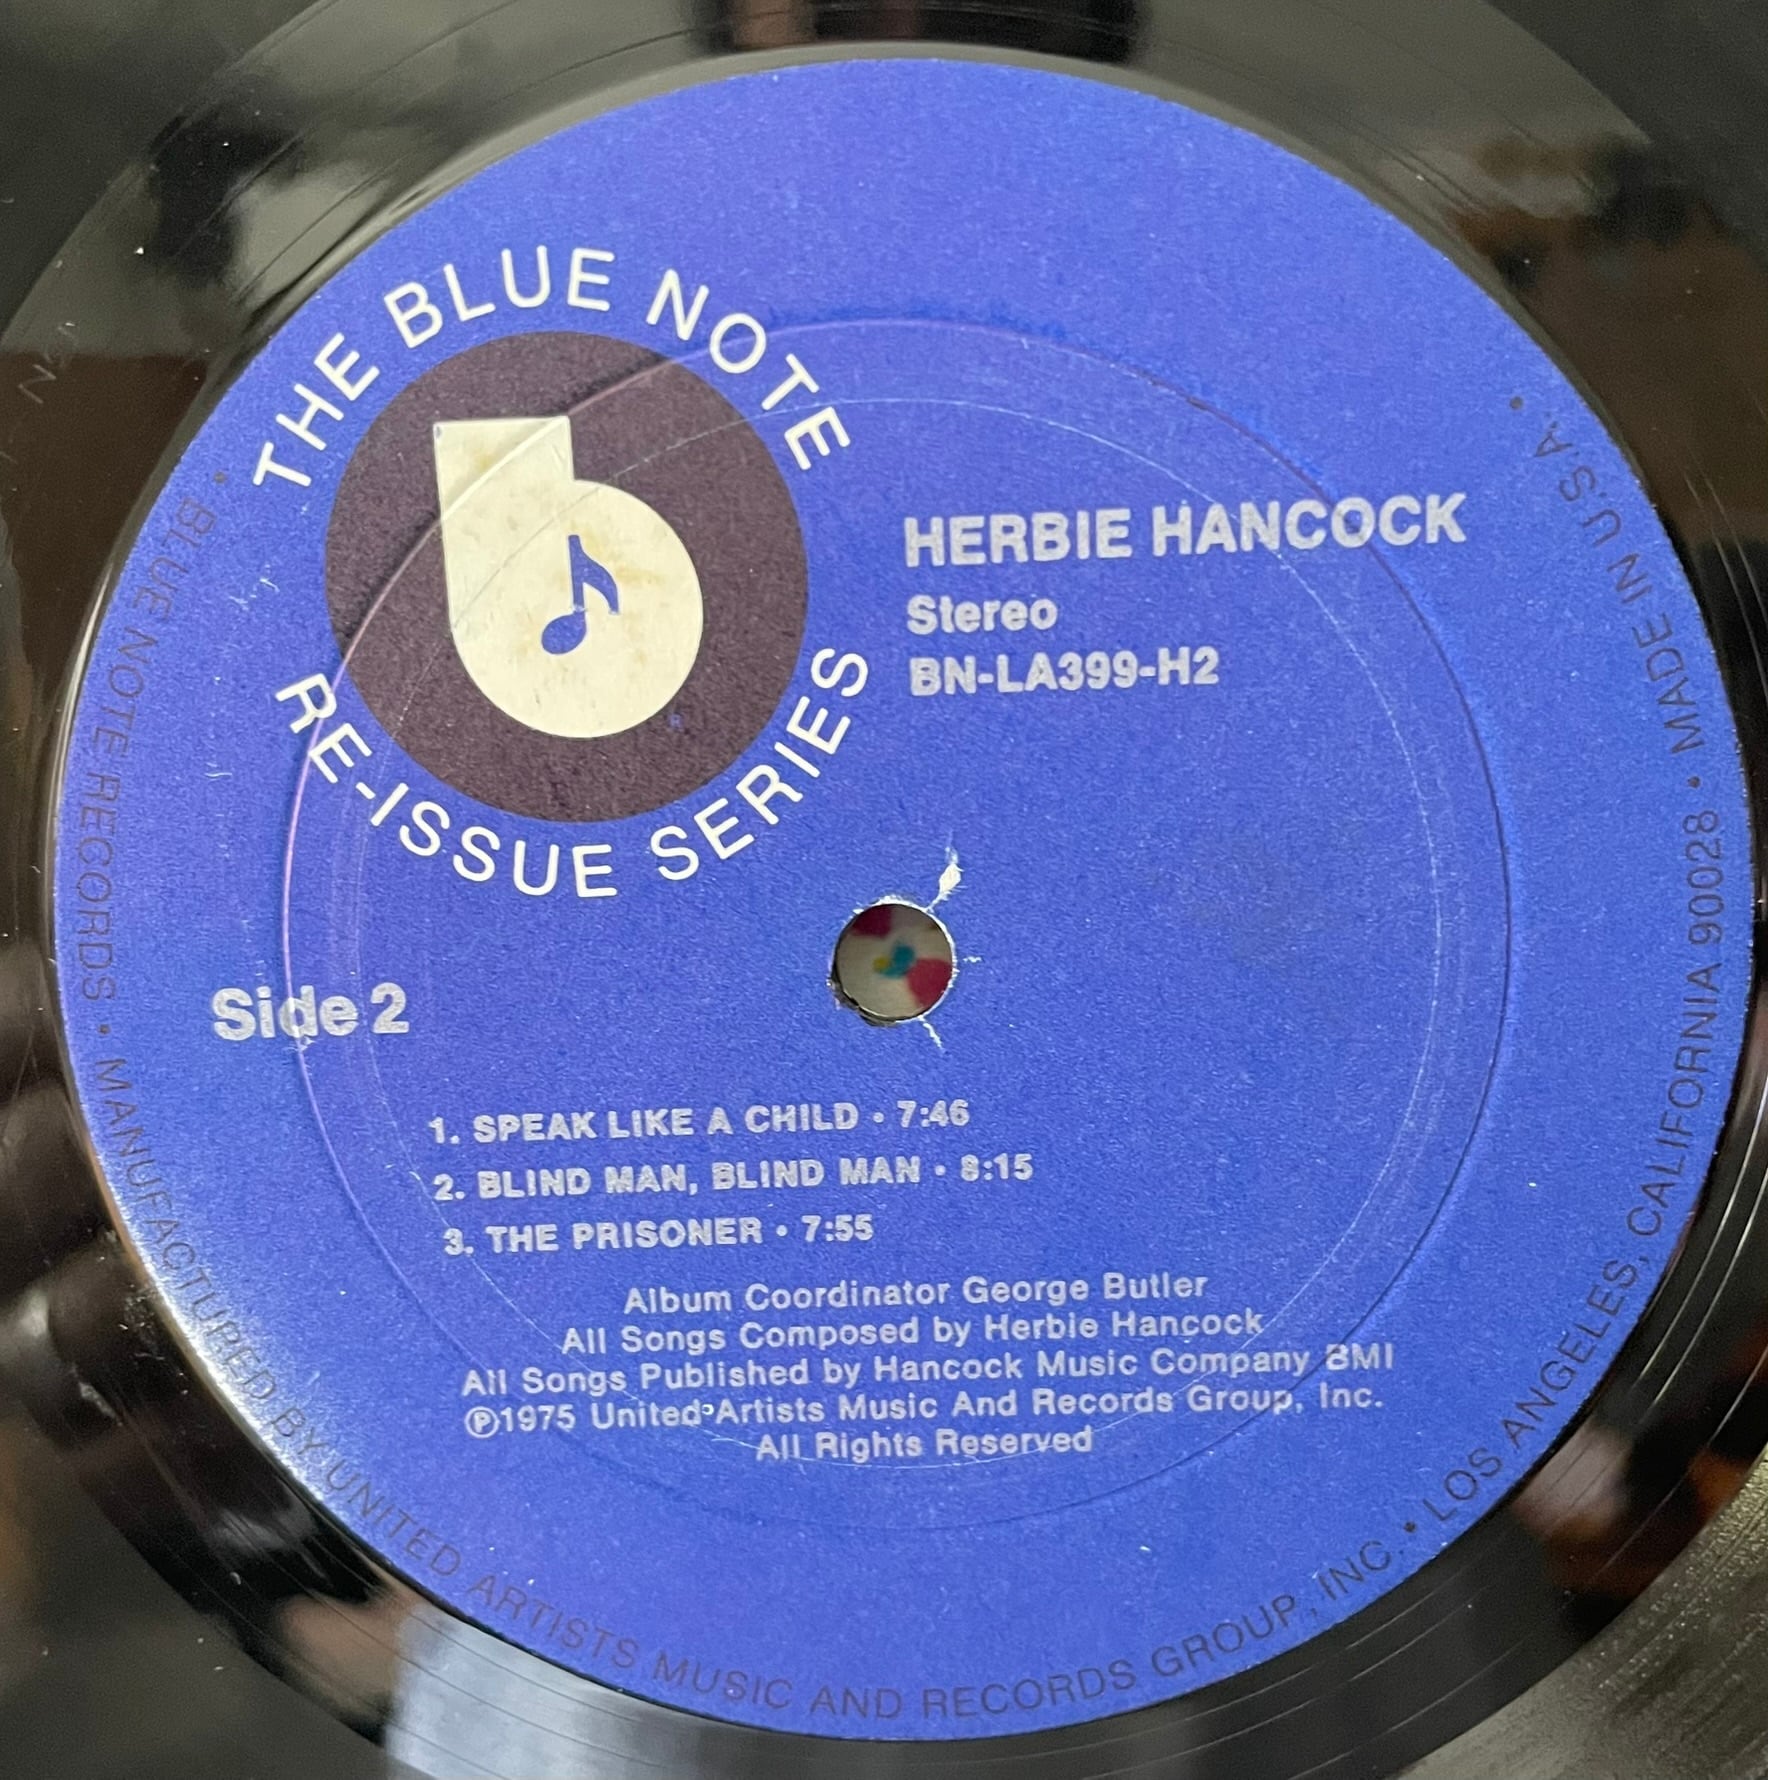 THE BLUE NOTE
b
RE-ISSUE SERIES
HERBIE HANCOCK
Stereo
BN-LA399-H2
Side 2
1. SPEAK LIKE A CHILD • 7:46
2. BLIND MAN, BLIND MAN • 8:15
3. THE PRISONER • 7:55
Album Coordinator George Butler
All Songs Composed by Herbie Hancock
All Songs Published by Hancock Music Company BMI
℗1975 United Artists Music And Records Group, Inc.
All Rights Reserved
• BLUE NOTE RECORDS • MANUFACTURED BY UNITED ARTISTS MUSIC AND RECORDS GROUP, INC. • LOS ANGELES, CALIFORNIA 90028 • MADE IN U.S.A. •